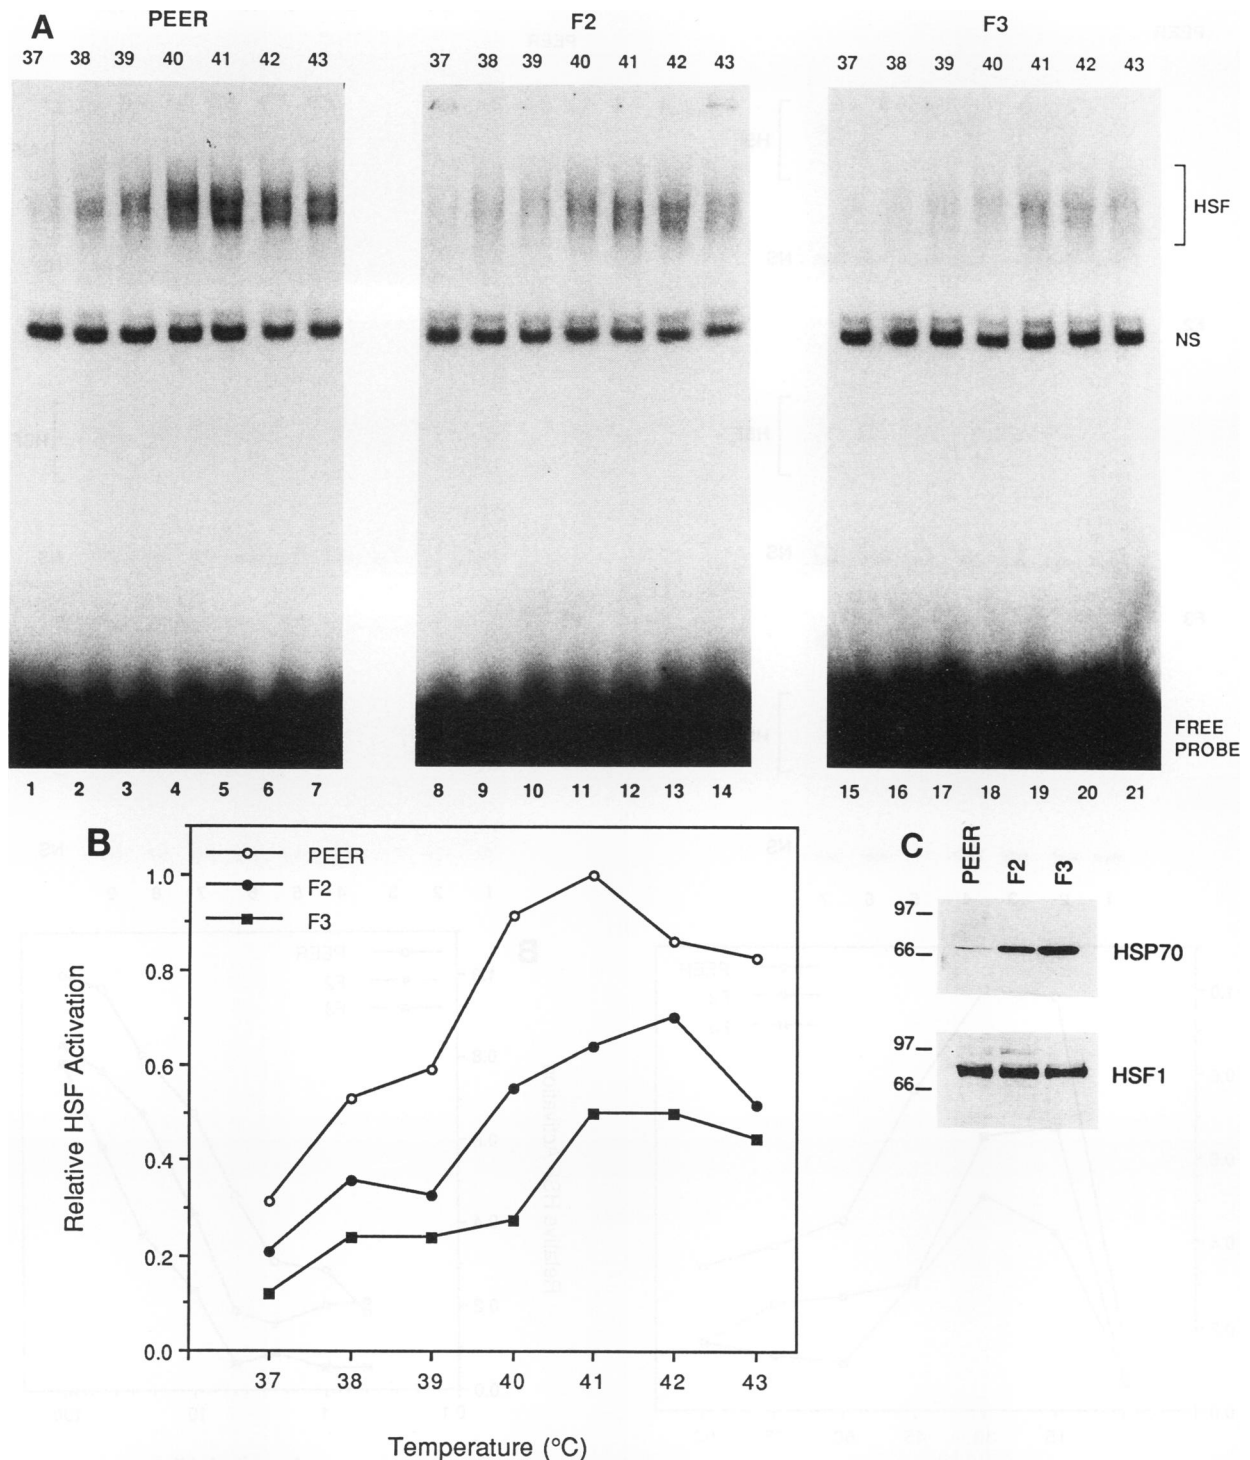 A
PEER
F2
F3
37 38 39 40 41 42 43
37 38 39 40 41 42 43
37 38 39 40 41 42 43
HSF
NS
FREE
PROBE
1 2 3 4 5 6 7
8 9 10 11 12 13 14
15 16 17 18 19 20 21
B
PEER
F2
F3
1.0
0.8
0.6
0.4
0.2
0.0
Relative HSF Activation
37 38 39 40 41 42 43
Temperature (°C)
C
PEER
F2
F3
97
66
HSP70
97
66
HSF1